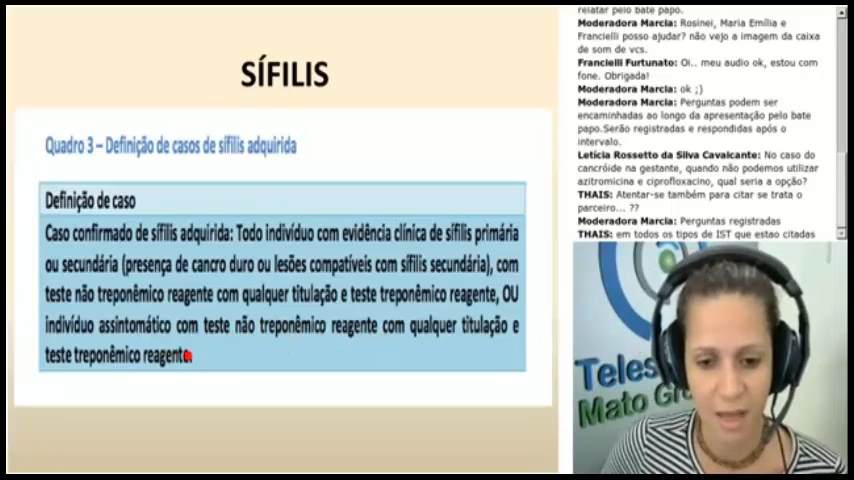 SÍFILIS
Quadro 3 – Definição de casos de sífilis adquirida
Definição de caso
Caso confirmado de sífilis adquirida: Todo indivíduo com evidência clínica de sífilis primária
ou secundária (presença de cancro duro ou lesões compatíveis com sífilis secundária), com
teste não treponêmico reagente com qualquer titulação e teste treponêmico reagente, OU
indivíduo assintomático com teste não treponêmico reagente com qualquer titulação e
teste treponêmico reagente.
relatar pelo bate papo.
Moderadora Marcia: Rosinei, Maria Emília e
Francielli posso ajudar? não vejo a imagem da caixa
de som de vcs.
Francielli Furtunato: Oi.. meu audio ok, estou com
fone. Obrigada!
Moderadora Marcia: ok ;)
Moderadora Marcia: Perguntas podem ser
encaminhadas ao longo da apresentação pelo bate
papo.Serão registradas e respondidas após o
intervalo.
Letícia Rossetto da Silva Cavalcante: No caso do
cancróide na gestante, quando não podemos utilizar
azitromicina e ciprofloxacino, qual seria a opção?
THAIS: Atentar-se também para citar se trata o
parceiro... ??
Moderadora Marcia: Perguntas registradas
THAIS: em todos os tipos de IST que estao citadas
Teles
Mato Gro